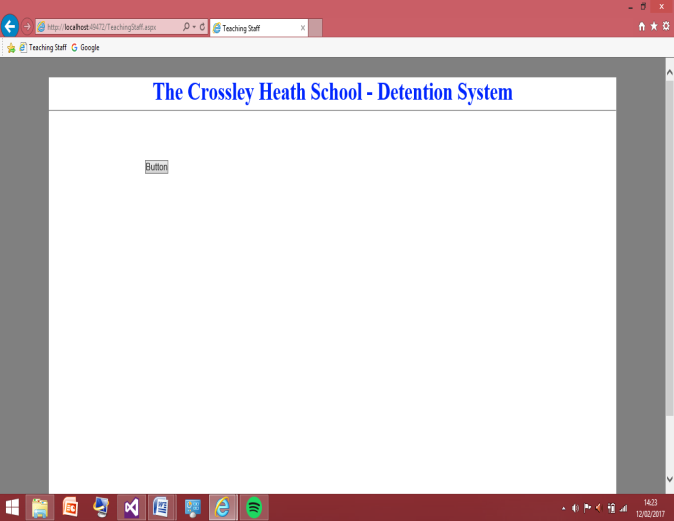 http://localhost:49472/TeachingStaff.aspx
Teaching Staff
Teaching Staff
Google
The Crossley Heath School - Detention System
Button
14:23
12/02/2017